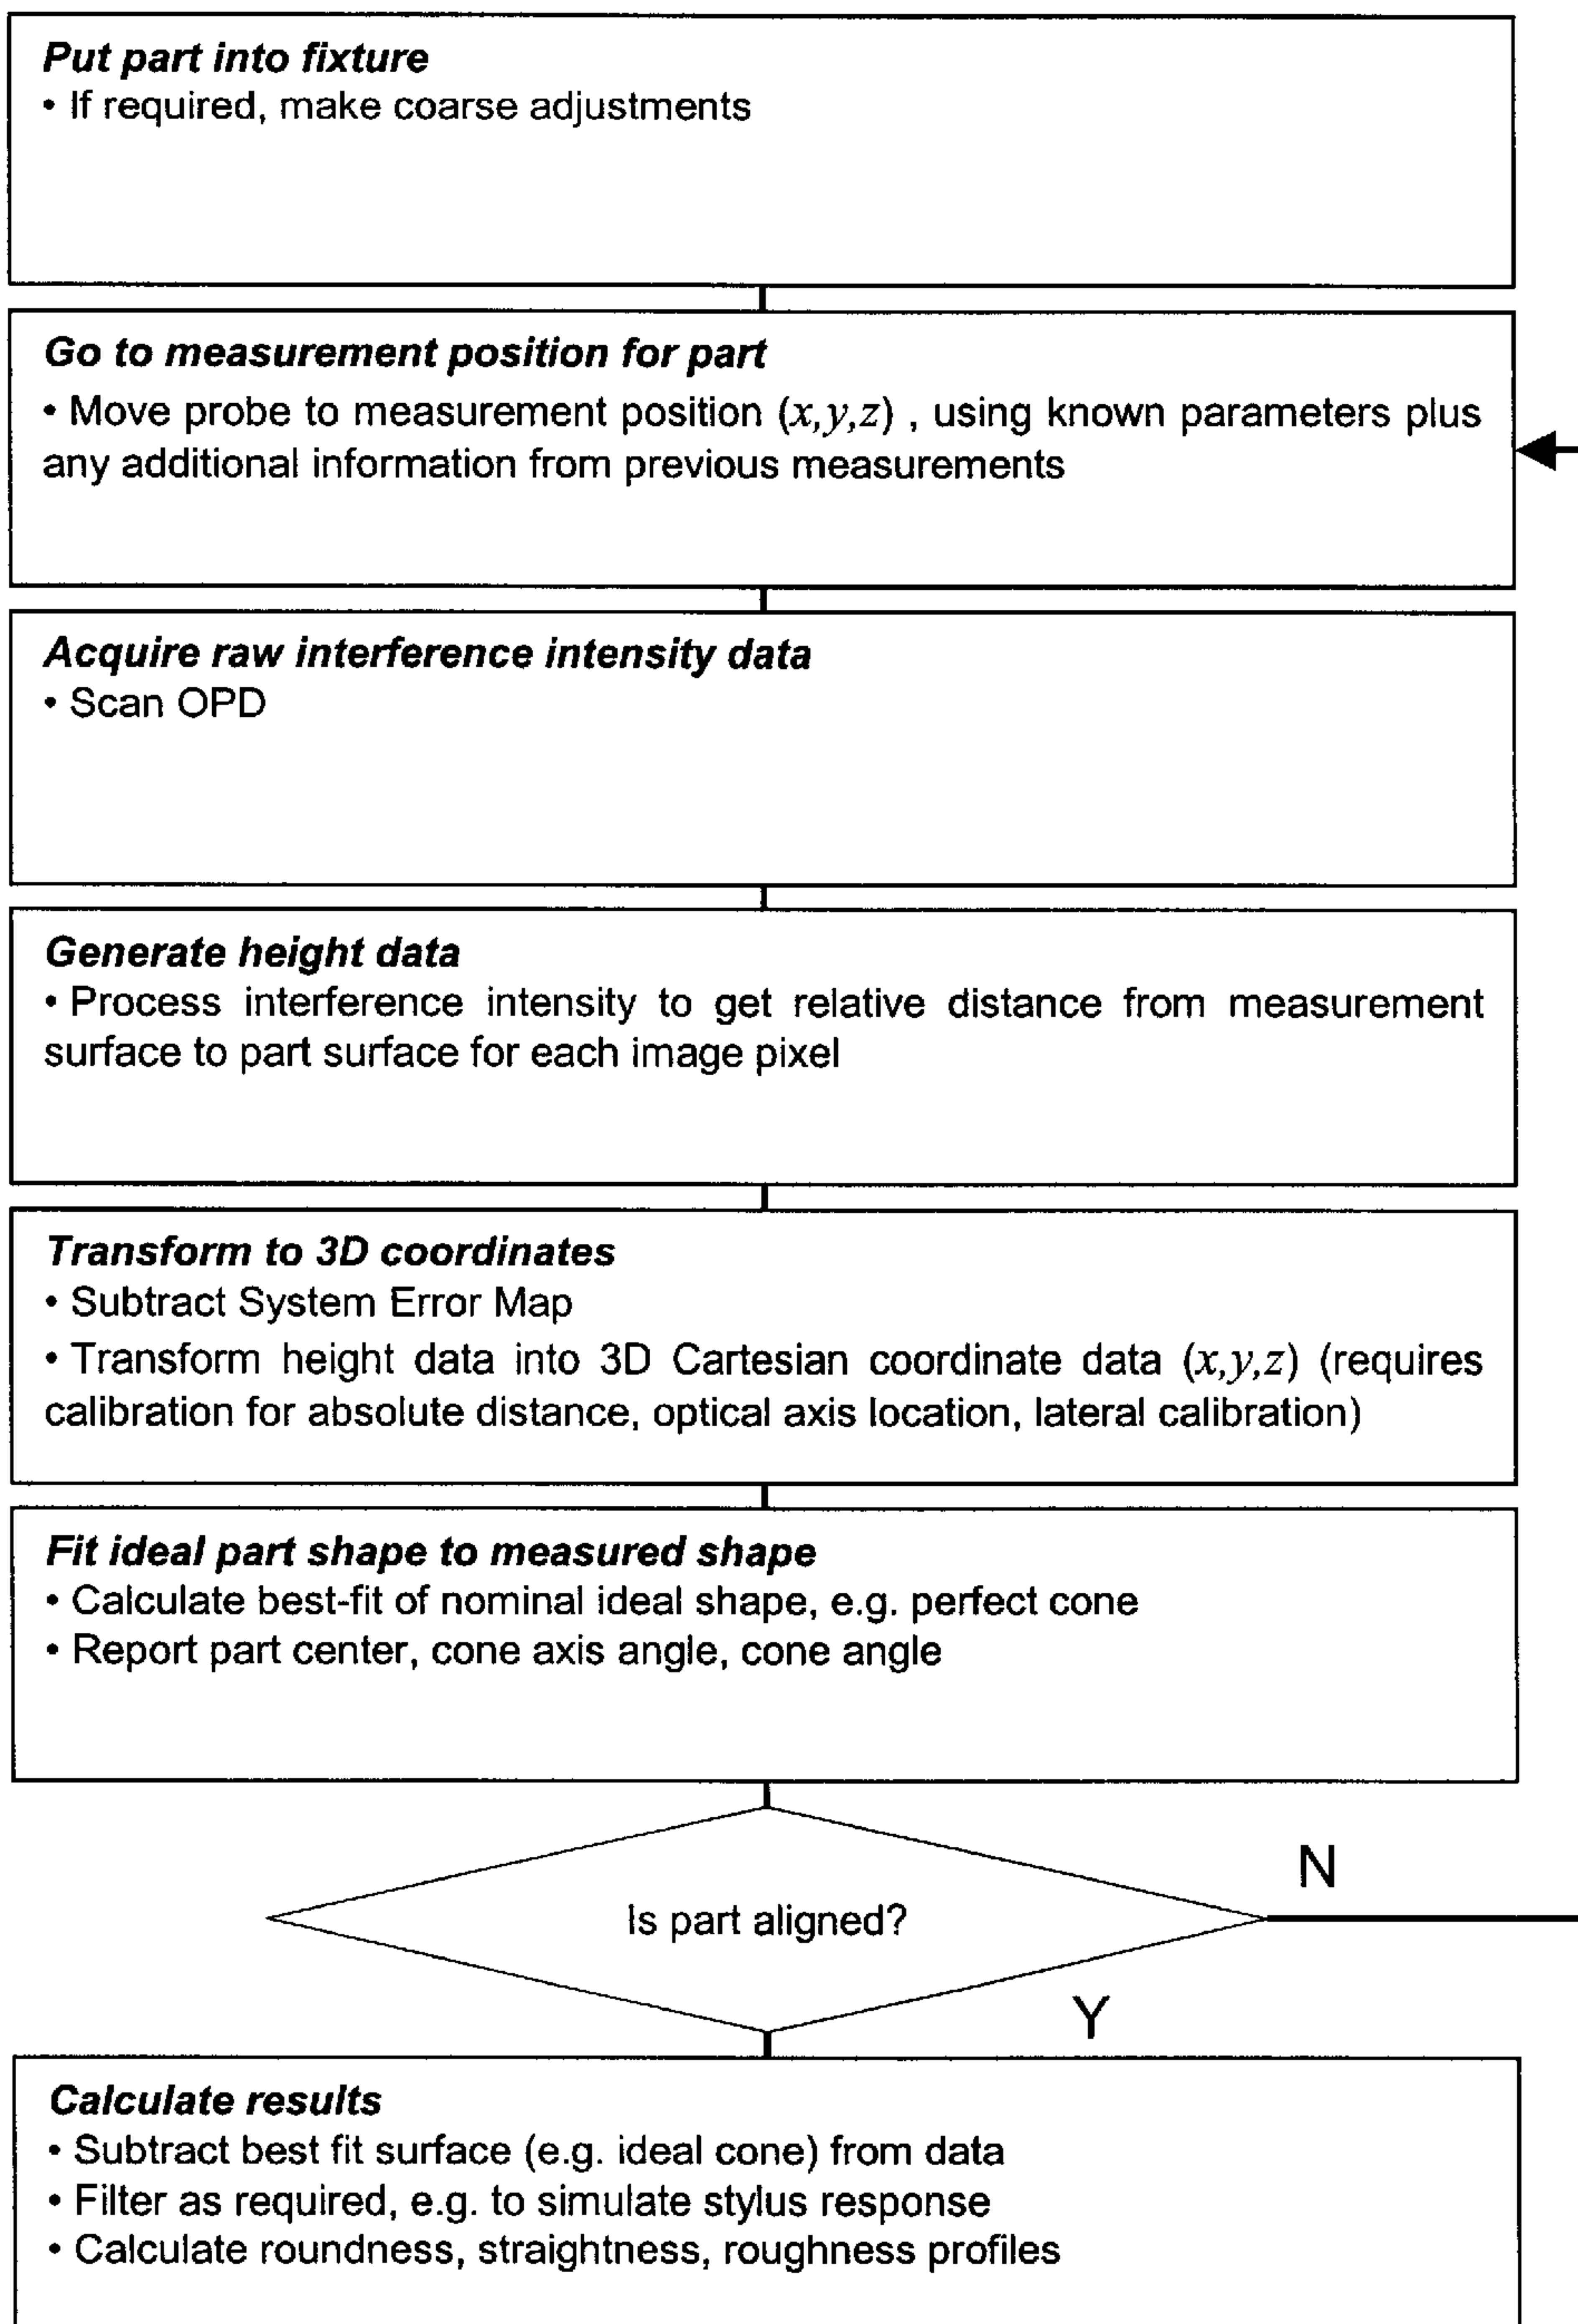 Put part into fixture
• If required, make coarse adjustments
Go to measurement position for part
• Move probe to measurement position (x,y,z) , using known parameters plus
any additional information from previous measurements
Acquire raw interference intensity data
• Scan OPD
Generate height data
• Process interference intensity to get relative distance from measurement
surface to part surface for each image pixel
Transform to 3D coordinates
• Subtract System Error Map
• Transform height data into 3D Cartesian coordinate data (x,y,z) (requires
calibration for absolute distance, optical axis location, lateral calibration)
Fit ideal part shape to measured shape
• Calculate best-fit of nominal ideal shape, e.g. perfect cone
• Report part center, cone axis angle, cone angle
N
Is part aligned?
Y
Calculate results
• Subtract best fit surface (e.g. ideal cone) from data
• Filter as required, e.g. to simulate stylus response
• Calculate roundness, straightness, roughness profiles